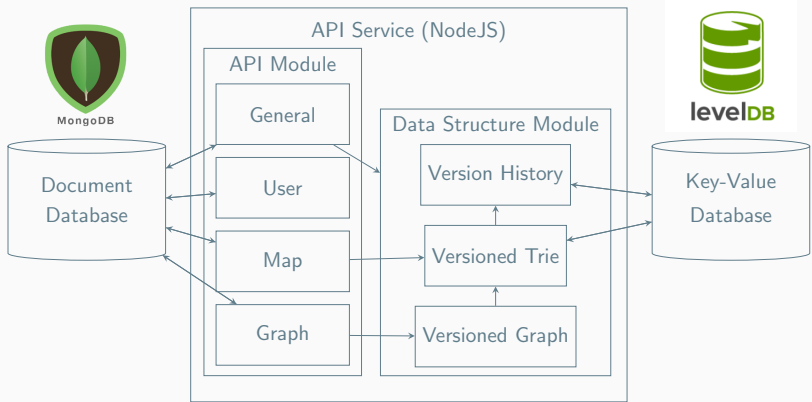 API Service (NodeJS)
API Module
General
MongoDB
levelDB
Data Structure Module
Document
Database
User
Version History
Key-Value
Database
Map
Versioned Trie
Graph
Versioned Graph